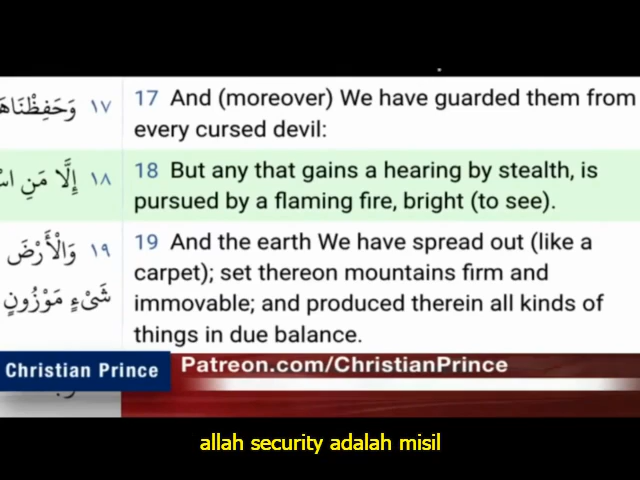 ١٧ وَحَفِظْنَاهَا
17 And (moreover) We have guarded them from
every cursed devil:
١٨ إِلَّا مَنِ
18 But any that gains a hearing by stealth, is
pursued by a flaming fire, bright (to see).
١٩ وَالْأَرْضَ
شَىْءٍ مَوْزُونٍ
19 And the earth We have spread out (like a
carpet); set thereon mountains firm and
immovable; and produced therein all kinds of
things in due balance.
Christian Prince
Patreon.com/ChristianPrince
allah security adalah misil